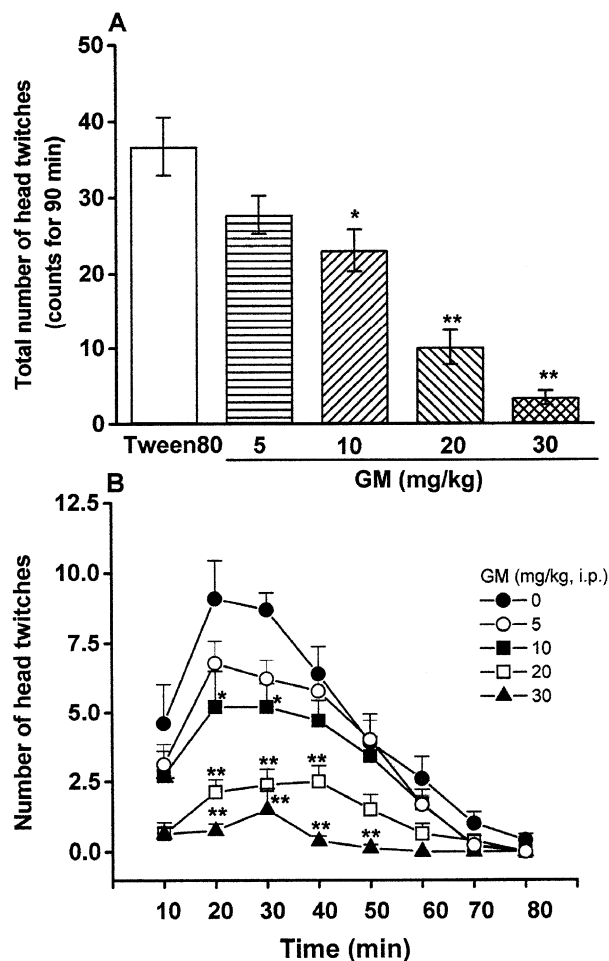 A
Total number of head twitches
(counts for 90 min)
50
40
30
20
10
0
*
**
**
Tween80 5 10 20 30
GM (mg/kg)
B
Number of head twitches
12.5
10.0
7.5
5.0
2.5
0.0
GM (mg/kg, i.p.)
0
5
10
20
30
* *
** ** **
** ** ** **
10 20 30 40 50 60 70 80
Time (min)